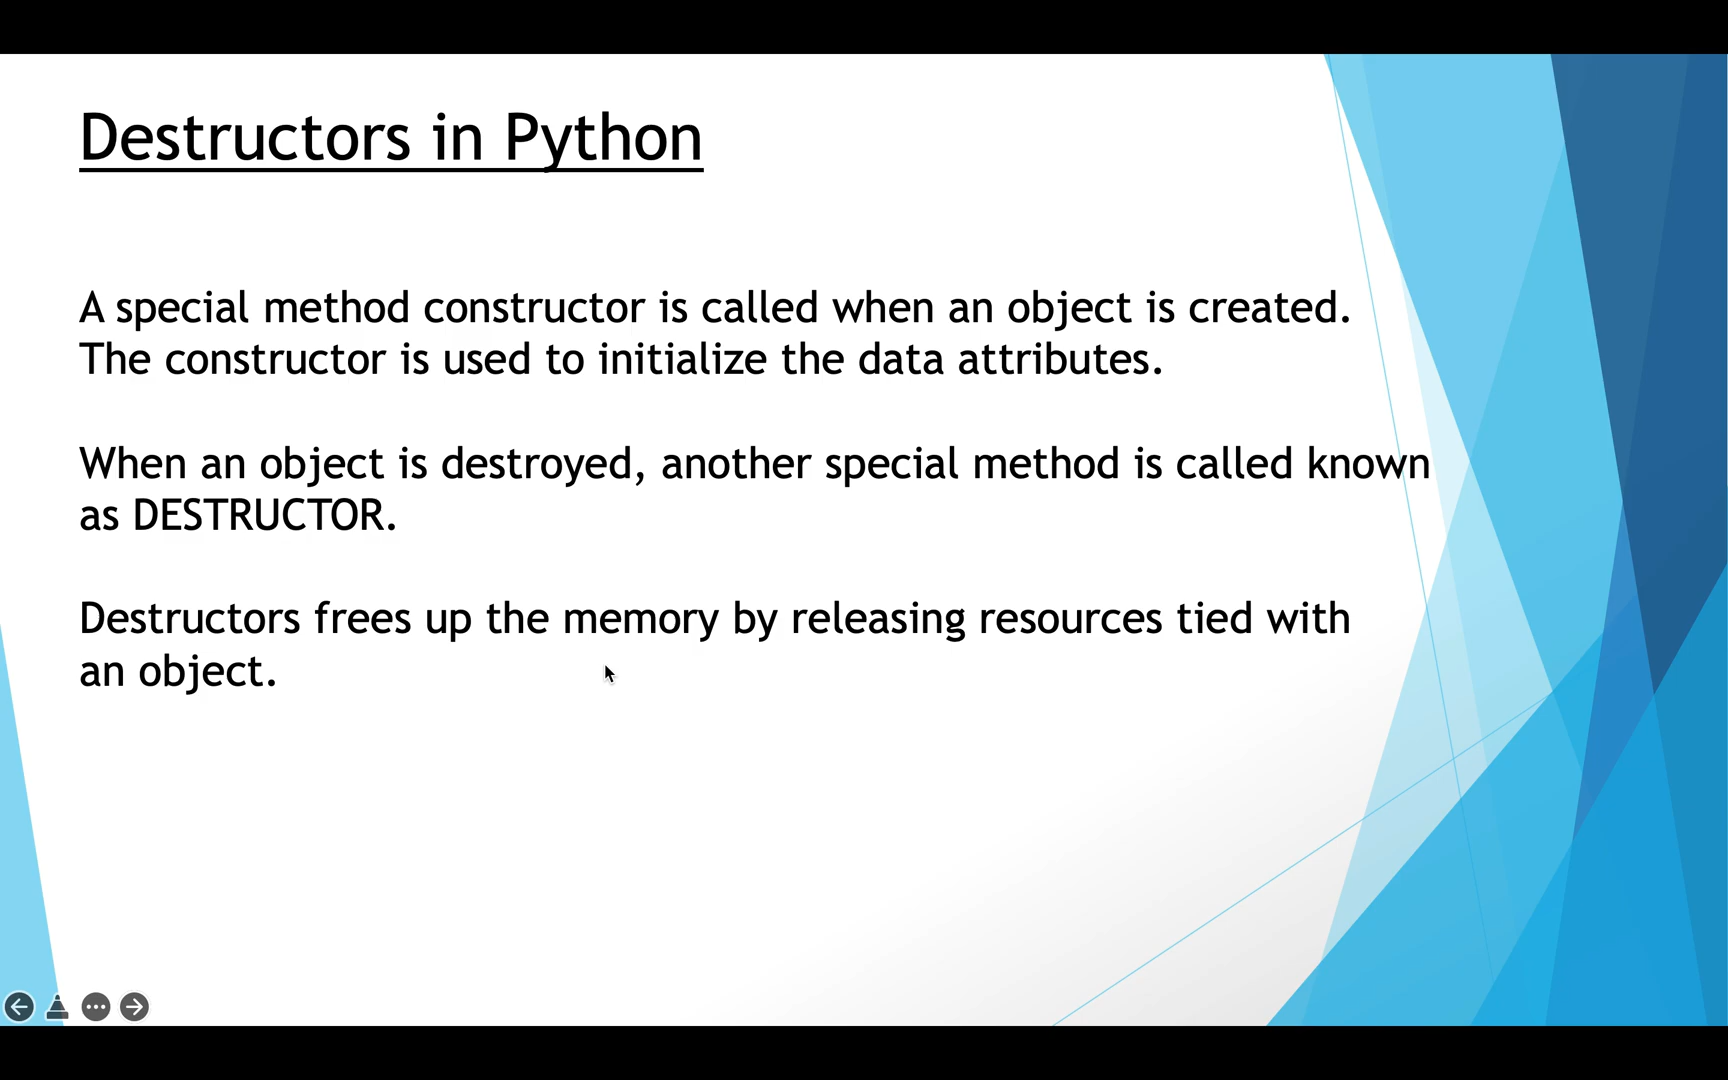 Destructors in Python
A special method constructor is called when an object is created.
The constructor is used to initialize the data attributes.
When an object is destroyed, another special method is called known
as DESTRUCTOR.
Destructors frees up the memory by releasing resources tied with
an object.